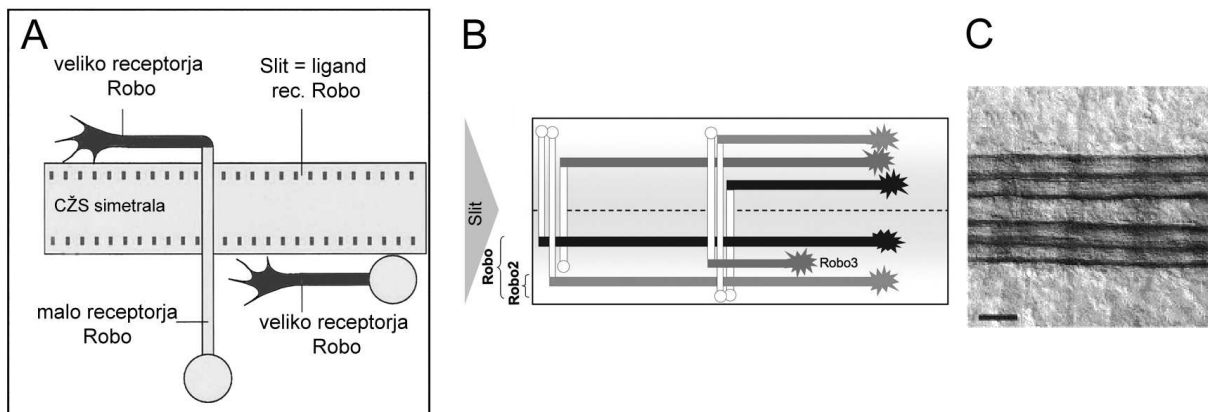 A
veliko receptorja
Robo
Slit = ligand
rec. Robo
CŽS simetrala
malo receptorja
Robo
veliko receptorja
Robo
B
Slit
Robo
Robo2
Robo3
C